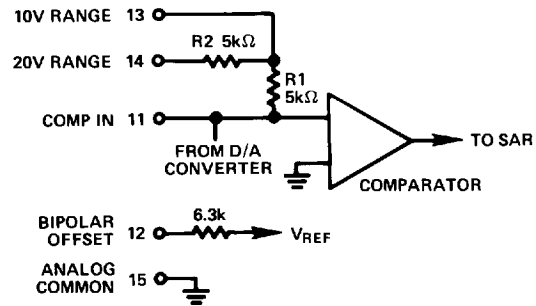 10V RANGE 13
R2 5kΩ
20V RANGE 14
R1
5kΩ
COMP IN 11
TO SAR
FROM D/A
CONVERTER
COMPARATOR
6.3k
BIPOLAR
OFFSET 12
VREF
ANALOG
COMMON 15